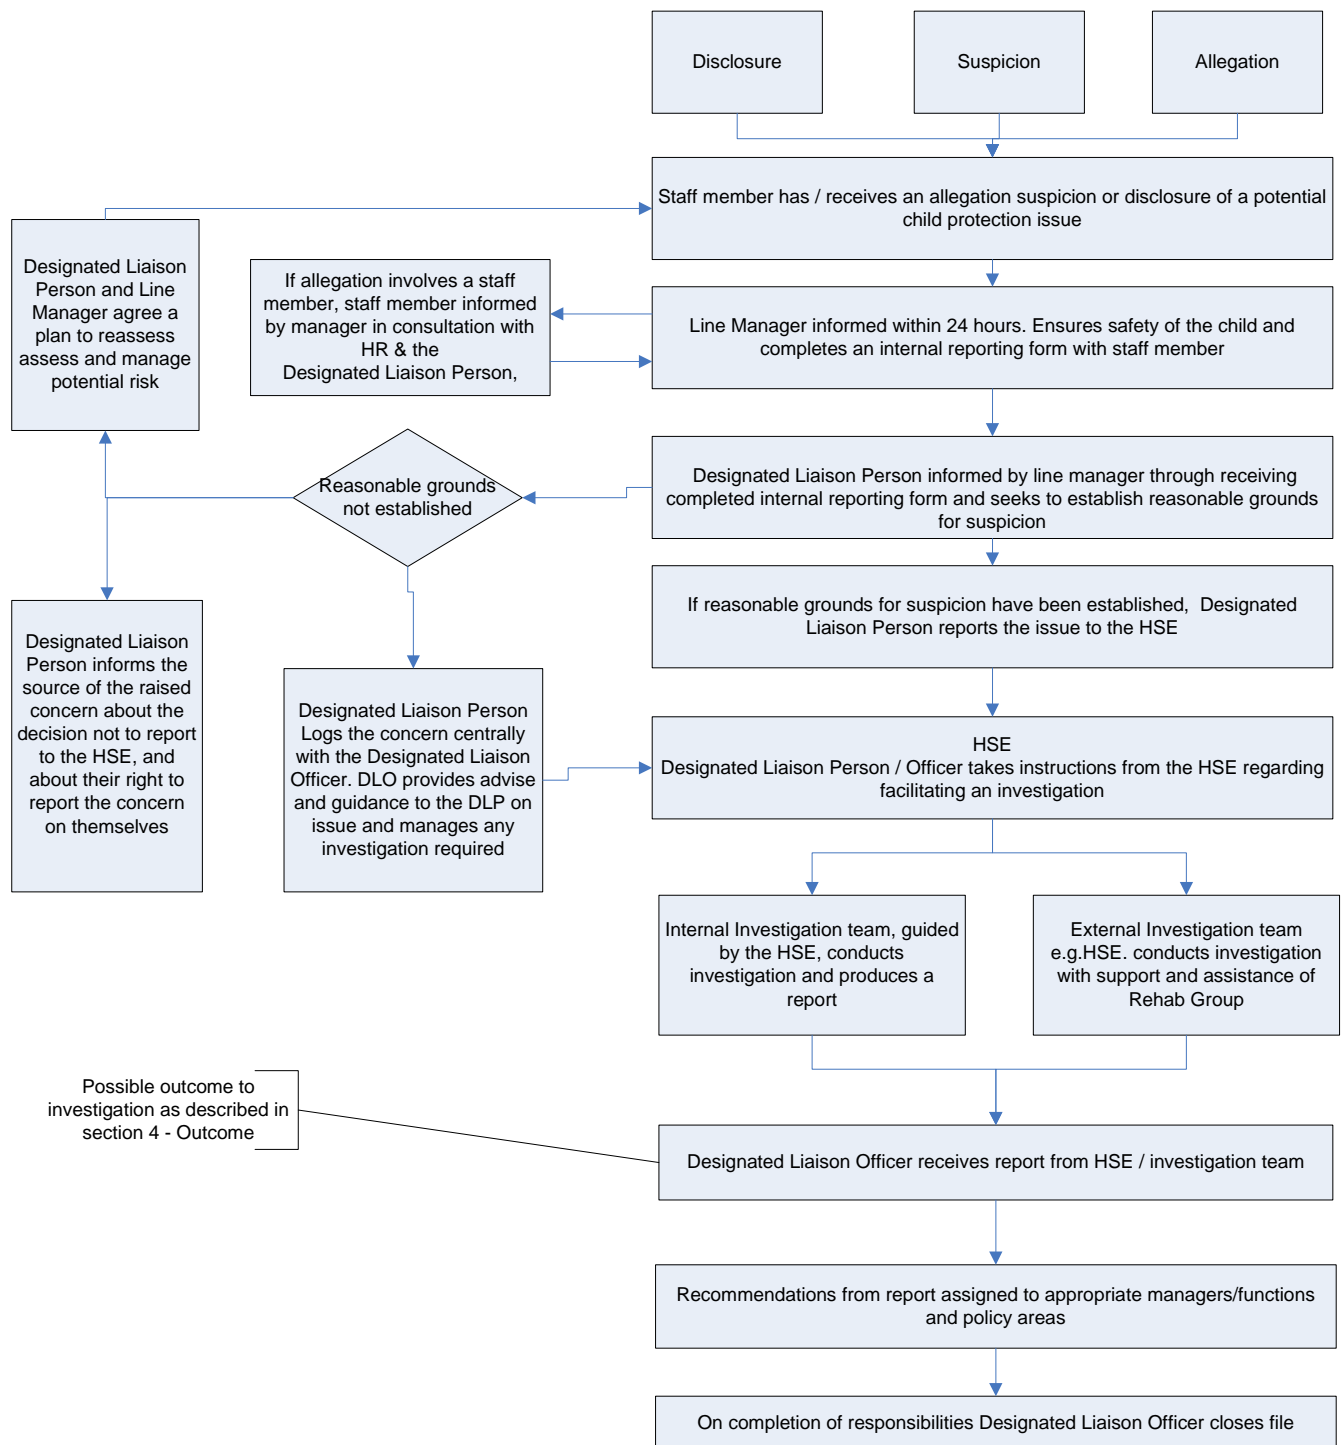 Disclosure
Suspicion
Allegation
Staff member has / receives an allegation suspicion or disclosure of a potential
child protection issue
Designated Liaison
Person and Line
Manager agree a
plan to reassess
assess and manage
potential risk
If allegation involves a staff
member, staff member informed
by manager in consultation with
HR & the
Designated Liaison Person,
Line Manager informed within 24 hours. Ensures safety of the child and
completes an internal reporting form with staff member
Reasonable grounds
not established
Designated Liaison Person informed by line manager through receiving
completed internal reporting form and seeks to establish reasonable grounds
for suspicion
If reasonable grounds for suspicion have been established, Designated
Liaison Person reports the issue to the HSE
Designated Liaison
Person informs the
source of the raised
concern about the
decision not to report
to the HSE, and
about their right to
report the concern
on themselves
Designated Liaison Person
Logs the concern centrally
with the Designated Liaison
Officer. DLO provides advise
and guidance to the DLP on
issue and manages any
investigation required
HSE
Designated Liaison Person / Officer takes instructions from the HSE regarding
facilitating an investigation
Internal Investigation team, guided
by the HSE, conducts
investigation and produces a
report
External Investigation team
e.g.HSE. conducts investigation
with support and assistance of
Rehab Group
Possible outcome to
investigation as described in
section 4 - Outcome
Designated Liaison Officer receives report from HSE / investigation team
Recommendations from report assigned to appropriate managers/functions
and policy areas
On completion of responsibilities Designated Liaison Officer closes file